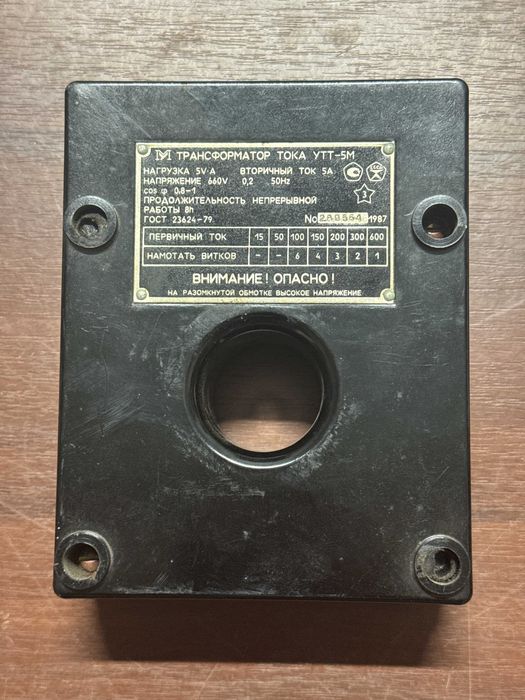 ТРАНСФОРМАТОР ТОКА УТТ-5М
НАГРУЗКА 5V·A ВТОРИЧНЫЙ ТОК 5А
НАПРЯЖЕНИЕ 660V 0,2 50Hz
cos φ 0,8-1
ПРОДОЛЖИТЕЛЬНОСТЬ НЕПРЕРЫВНОЙ
РАБОТЫ 8h
ГОСТ 23624-79 No 1987
ПЕРВИЧНЫЙ ТОК 15 50 100 150 200 300 600
НАМОТАТЬ ВИТКОВ - - 6 4 3 2 1
ВНИМАНИЕ! ОПАСНО!
НА РАЗОМКНУТОЙ ОБМОТКЕ ВЫСОКОЕ НАПРЯЖЕНИЕ